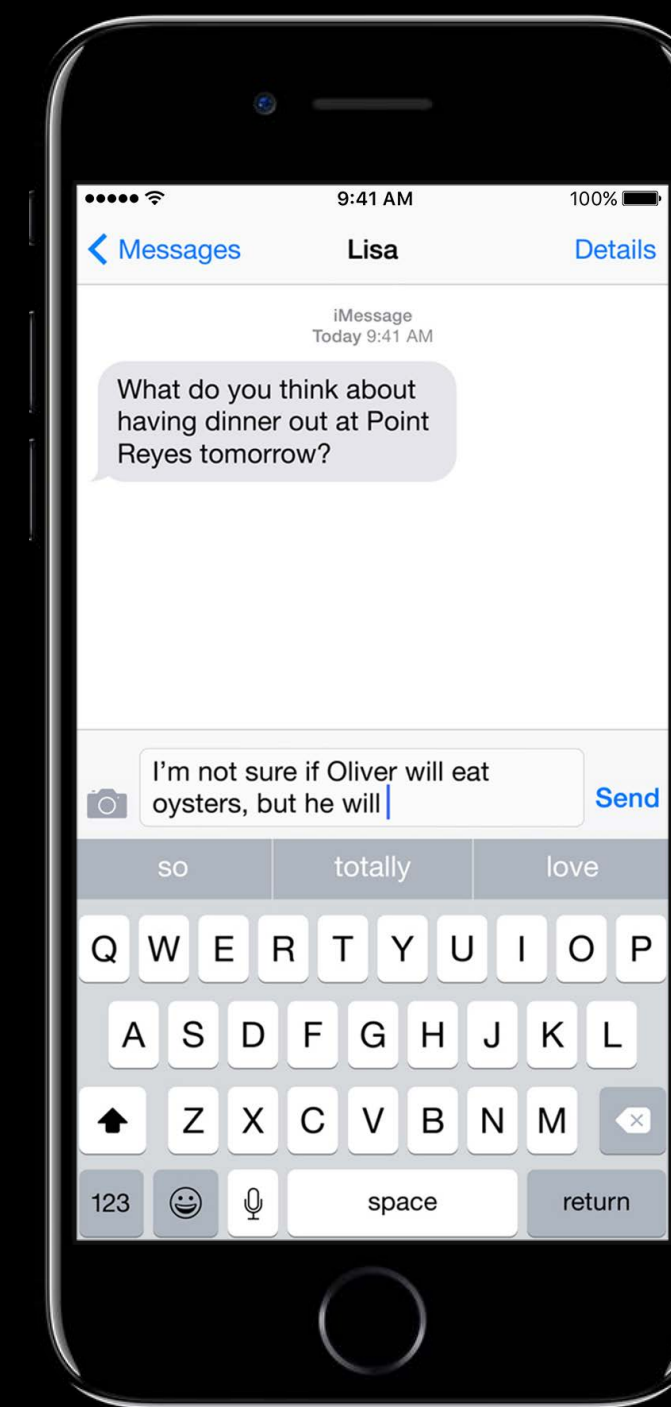 9:41 AM 100%
Messages Lisa Details
iMessage
Today 9:41 AM
What do you think about
having dinner out at Point
Reyes tomorrow?
I'm not sure if Oliver will eat
oysters, but he will
Send
so totally love
Q W E R T Y U I O P
A S D F G H J K L
Z X C V B N M
123 space return